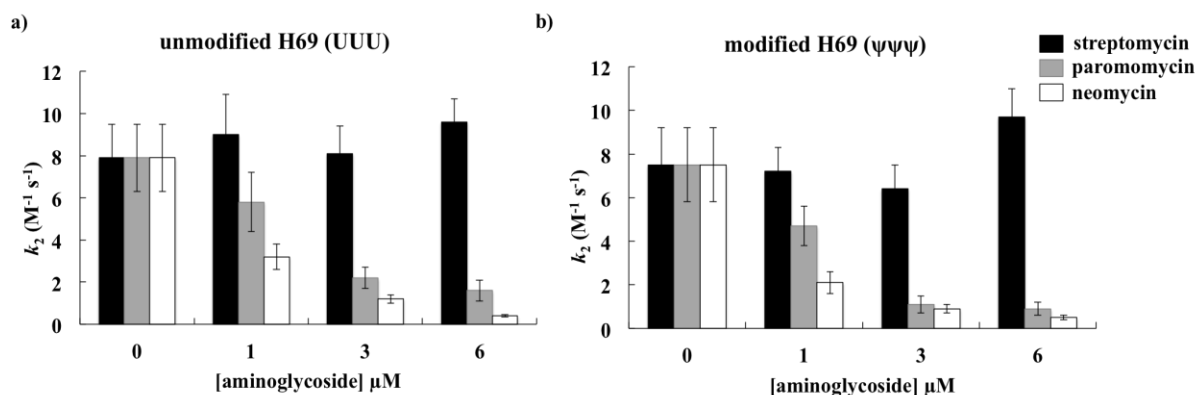 a)
unmodified H69 (UUU)
12
10
8
6
4
2
0
k₂ (M⁻¹ s⁻¹)
0 1 3 6
[aminoglycoside] µM
b)
modified H69 (ψψψ)
12
10
8
6
4
2
0
k₂ (M⁻¹ s⁻¹)
0 1 3 6
[aminoglycoside] µM
streptomycin
paromomycin
neomycin